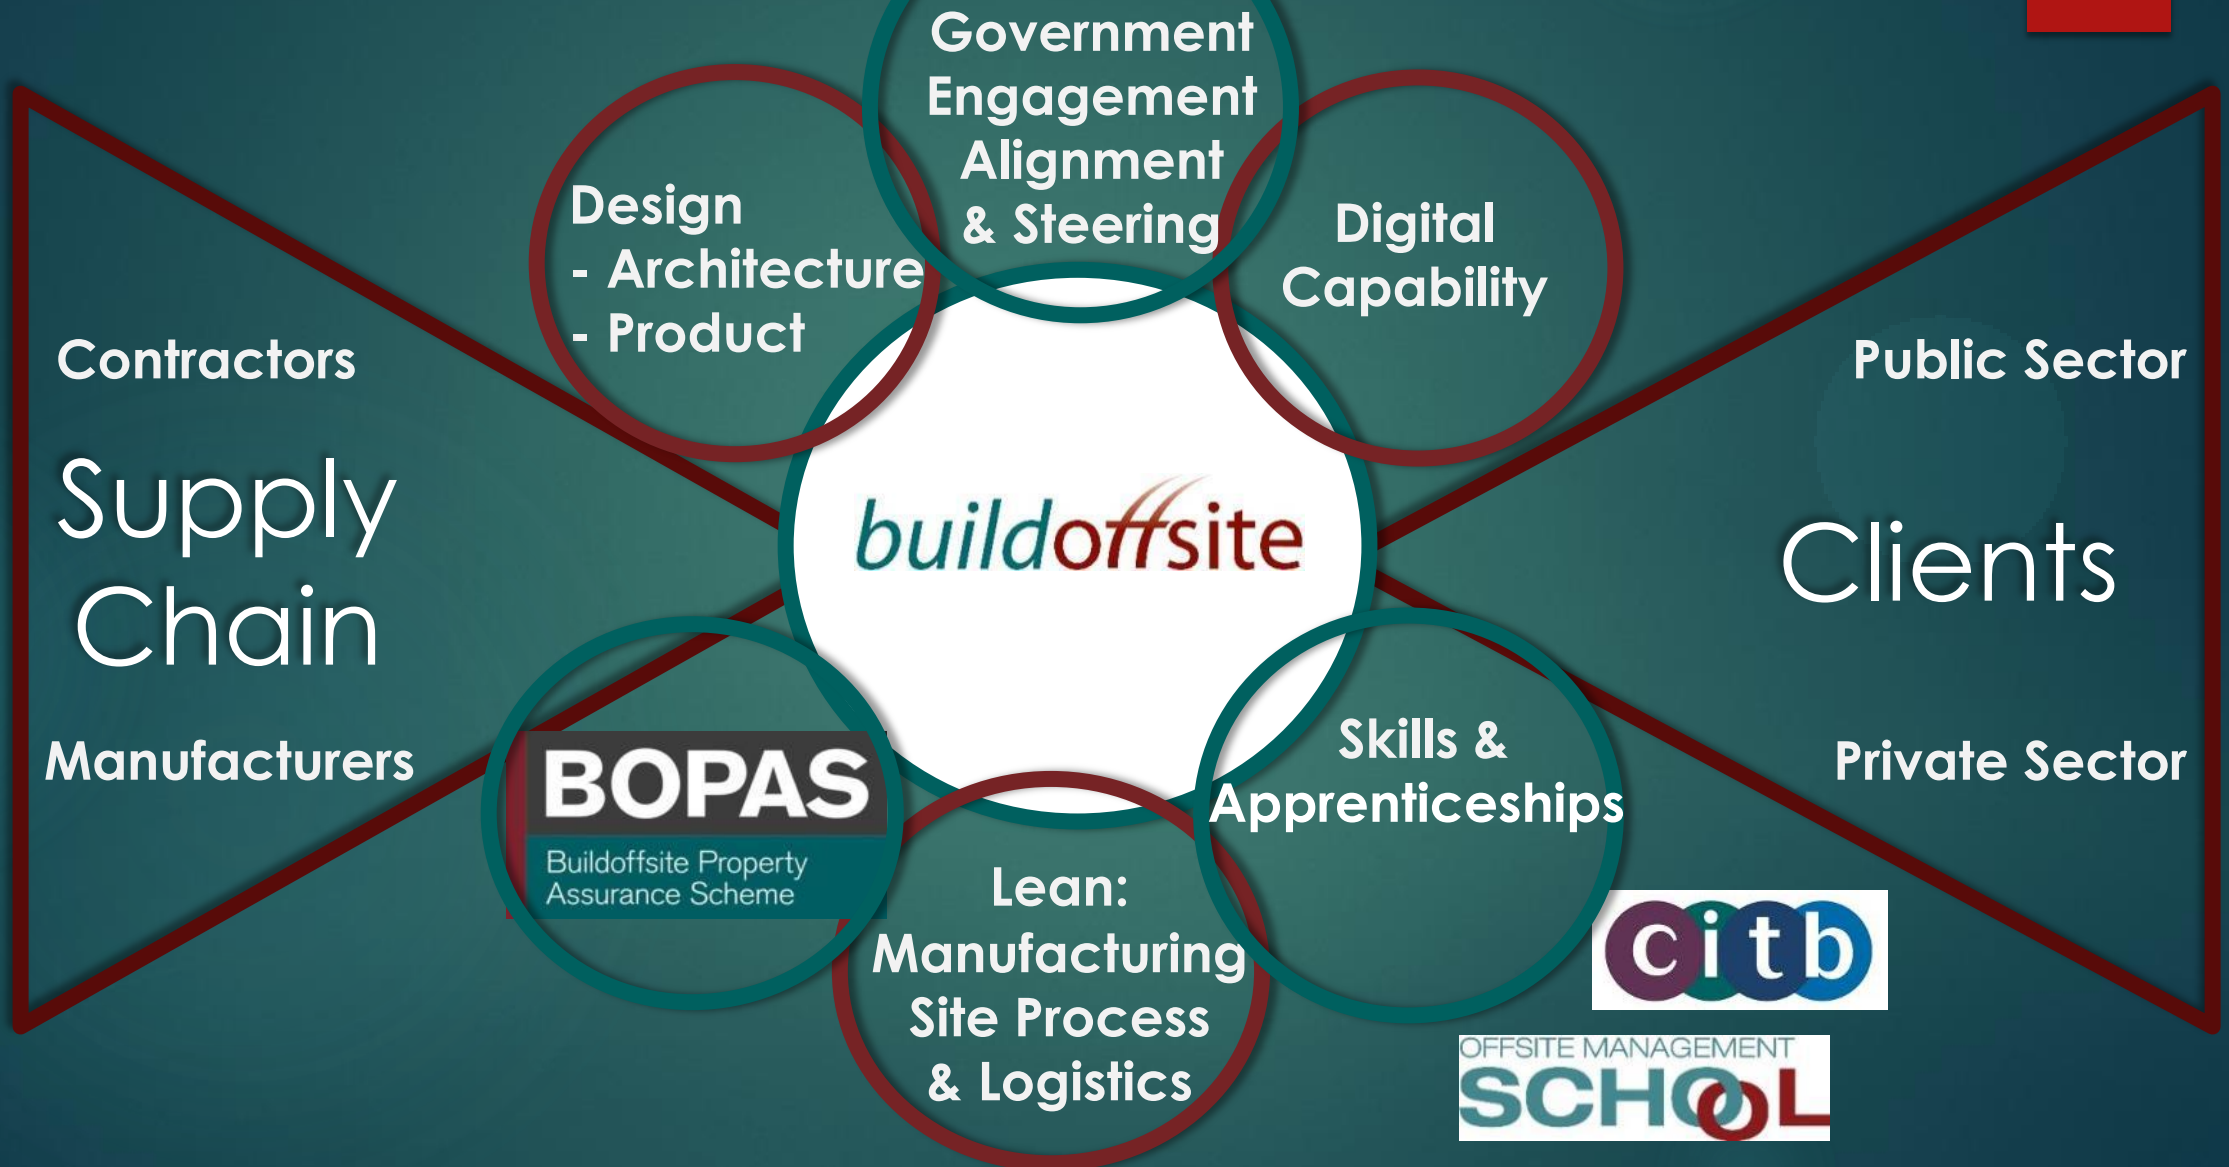 Government
Engagement
Alignment
& Steering
Design
- Architecture
- Product
Digital
Capability
Contractors
Supply
Chain
Manufacturers
buildoffsite
Public Sector
Clients
Private Sector
BOPAS
Buildoffsite Property
Assurance Scheme
Skills &
Apprenticeships
Lean:
Manufacturing
Site Process
& Logistics
citb
OFFSITE MANAGEMENT
SCHOOL